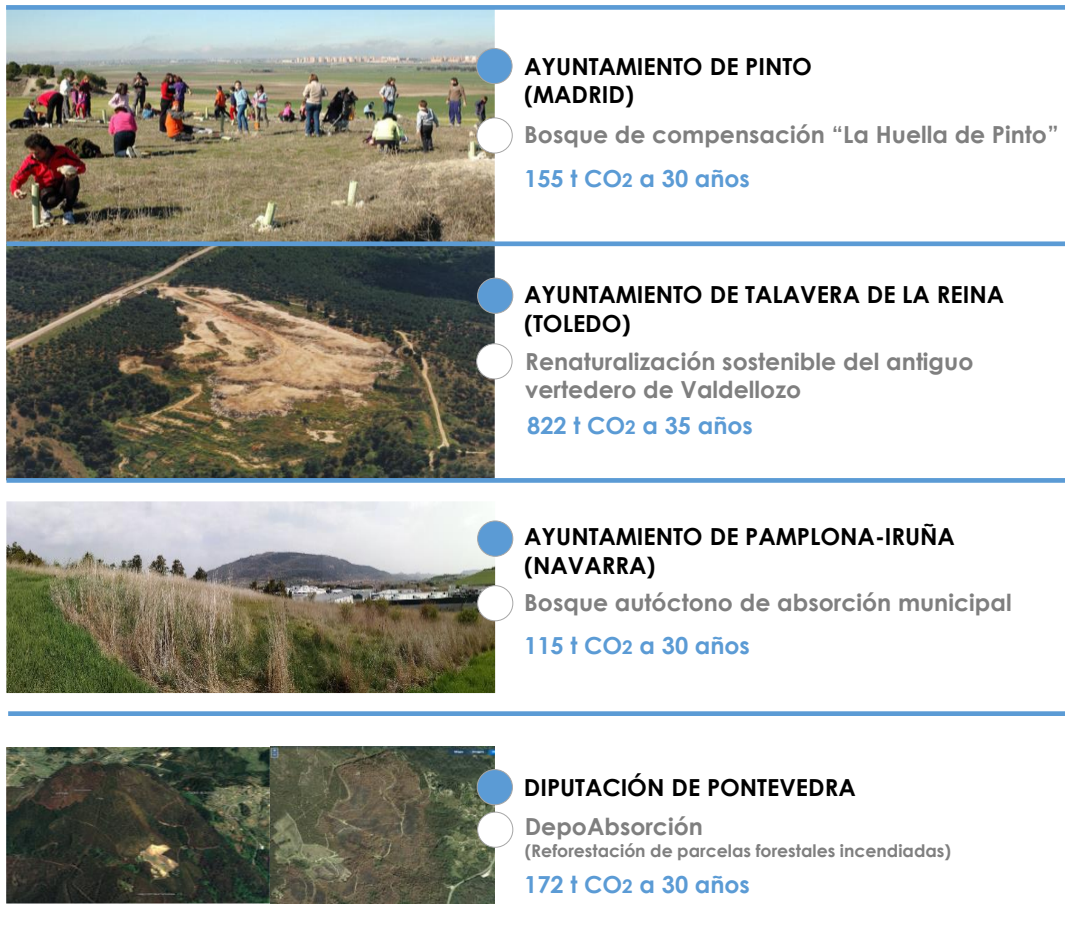 AYUNTAMIENTO DE PINTO
(MADRID)
Bosque de compensación “La Huella de Pinto”
155 t CO2 a 30 años
AYUNTAMIENTO DE TALAVERA DE LA REINA
(TOLEDO)
Renaturalización sostenible del antiguo
vertedero de Valdellozo
822 t CO2 a 35 años
AYUNTAMIENTO DE PAMPLONA-IRUÑA
(NAVARRA)
Bosque autóctono de absorción municipal
115 t CO2 a 30 años
DIPUTACIÓN DE PONTEVEDRA
DepoAbsorción
(Reforestación de parcelas forestales incendiadas)
172 t CO2 a 30 años